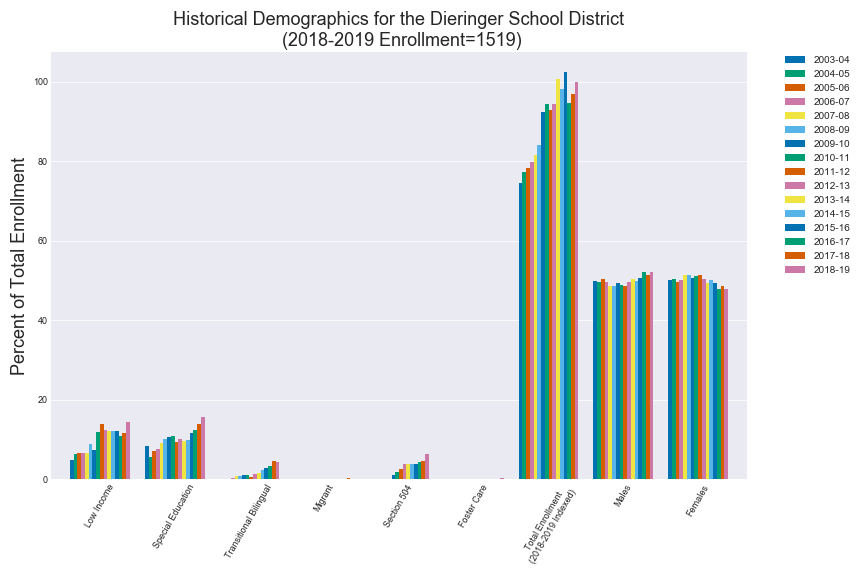 Historical Demographics for the Dieringer School District
(2018-2019 Enrollment=1519)
Percent of Total Enrollment
100
80
60
40
20
0
Low Income
Special Education
Transitional Bilingual
Migrant
Section 504
Foster Care
Total Enrollment
(2018-2019 Indexed)
Males
Females
2003-04
2004-05
2005-06
2006-07
2007-08
2008-09
2009-10
2010-11
2011-12
2012-13
2013-14
2014-15
2015-16
2016-17
2017-18
2018-19